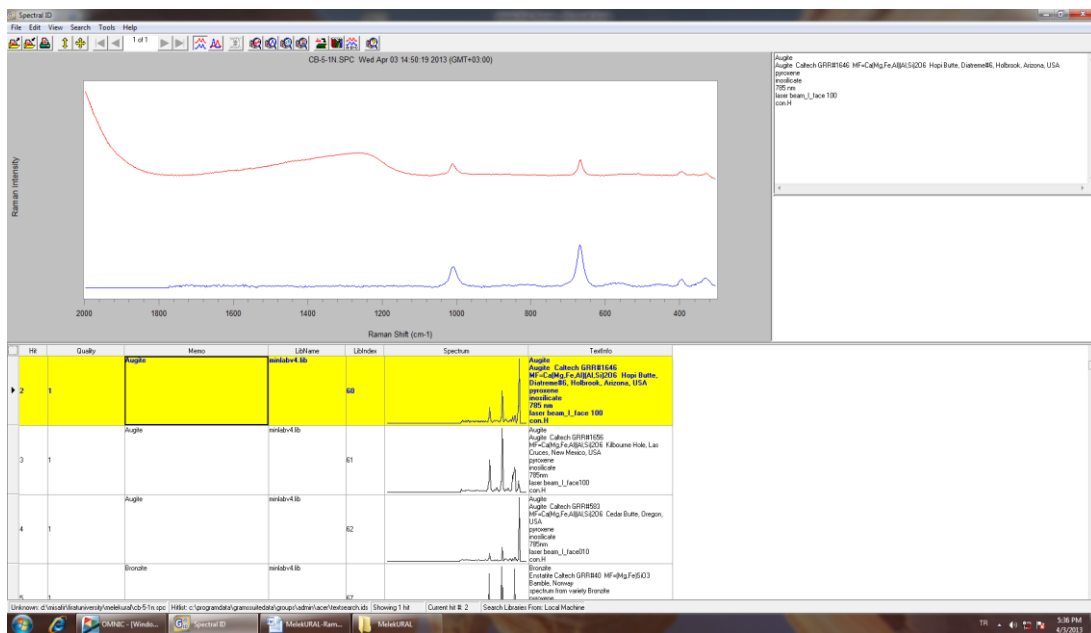 Spectral ID
File Edit View Search Tools Help
1 of 1
CB-5-1N.SPC Wed Apr 03 14:50:19 2013 (GMT+03:00)
Raman Intensity
2000 1800 1600 1400 1200 1000 800 600 400
Raman Shift (cm-1)
Augite
Augite Caltech GRR#1646 MF=Ca(Mg,Fe,Al)(Al,Si)2O6 Hopi Butte, Diatreme#6, Holbrook, Arizona, USA
pyroxene
inosilicate
785 nm
laser beam_l_face 100
con.H
Hit Quality Memo LibName LibIndex Spectrum TextInfo
2 1 Augite minlabv4.lib 60
Augite
Augite Caltech GRR#1646
MF=Ca(Mg,Fe,Al)(Al,Si)2O6 Hopi Butte,
Diatreme#6, Holbrook, Arizona, USA
pyroxene
inosilicate
785 nm
laser beam_l_face 100
con.H
3 1 Augite minlabv4.lib 61
Augite
Augite Caltech GRR#1656
MF=Ca(Mg,Fe,Al)(Al,Si)2O6 Kilbourne Hole, Las
Cruces, New Mexico, USA
pyroxene
inosilicate
785nm
laser beam_l_face100
con.H
4 1 Augite minlabv4.lib 62
Augite
Augite Caltech GRR#583
MF=Ca(Mg,Fe,Al)(Al,Si)2O6 Cedar Butte, Oregon,
USA
pyroxene
inosilicate
785nm
laser beam_l_face010
con.H
Bronzite minlabv4.lib
Bronzite
Enstatite Caltech GRR#40 MF=(Mg,Fe)SiO3
Bamble, Norway
spectrum from variety Bronzite
Showing 1 hit Current hit #: 2 Search Libraries From: Local Machine
OMNIC - [Windo... Spectral ID MelekURAL-Ram... MelekURAL
TR 5:36 PM
4/3/2013